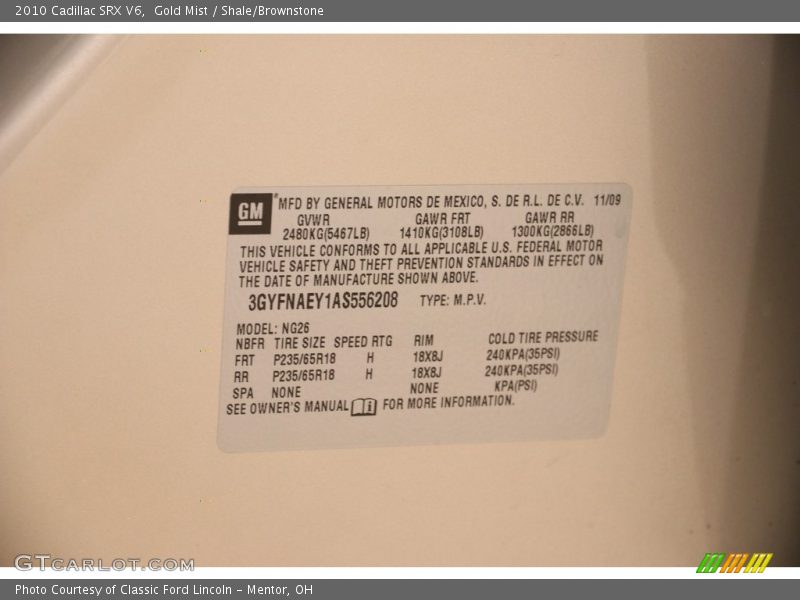 2010 Cadillac SRX V6, Gold Mist / Shale/Brownstone
GM MFD BY GENERAL MOTORS DE MEXICO, S. DE R.L. DE C.V. 11/09
GVWR GAWR FRT GAWR RR
2480KG(5467LB) 1410KG(3108LB) 1300KG(2866LB)
THIS VEHICLE CONFORMS TO ALL APPLICABLE U.S. FEDERAL MOTOR
VEHICLE SAFETY AND THEFT PREVENTION STANDARDS IN EFFECT ON
THE DATE OF MANUFACTURE SHOWN ABOVE.
3GYFNAEY1AS556208 TYPE: M.P.V.
MODEL: NG26
NBFR TIRE SIZE SPEED RTG RIM COLD TIRE PRESSURE
FRT P235/65R18 H 18X8J 240KPA(35PSI)
RR P235/65R18 H 18X8J 240KPA(35PSI)
SPA NONE NONE KPA(PSI)
SEE OWNER'S MANUAL i FOR MORE INFORMATION.
GTCARLOT.COM
Photo Courtesy of Classic Ford Lincoln - Mentor, OH